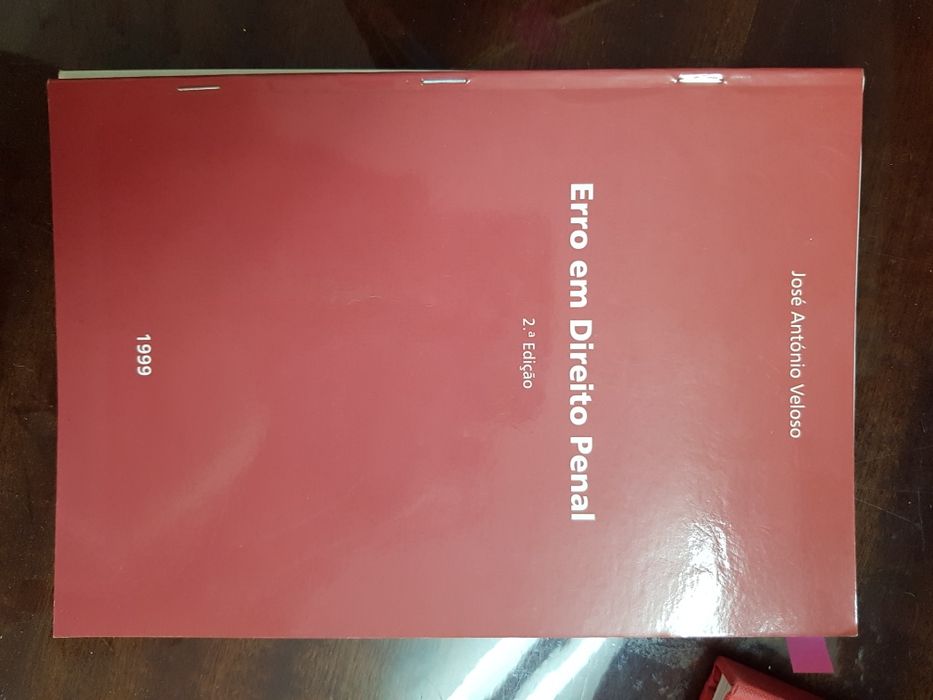 José António Veloso
Erro em Direito Penal
2.ª Edição
1999